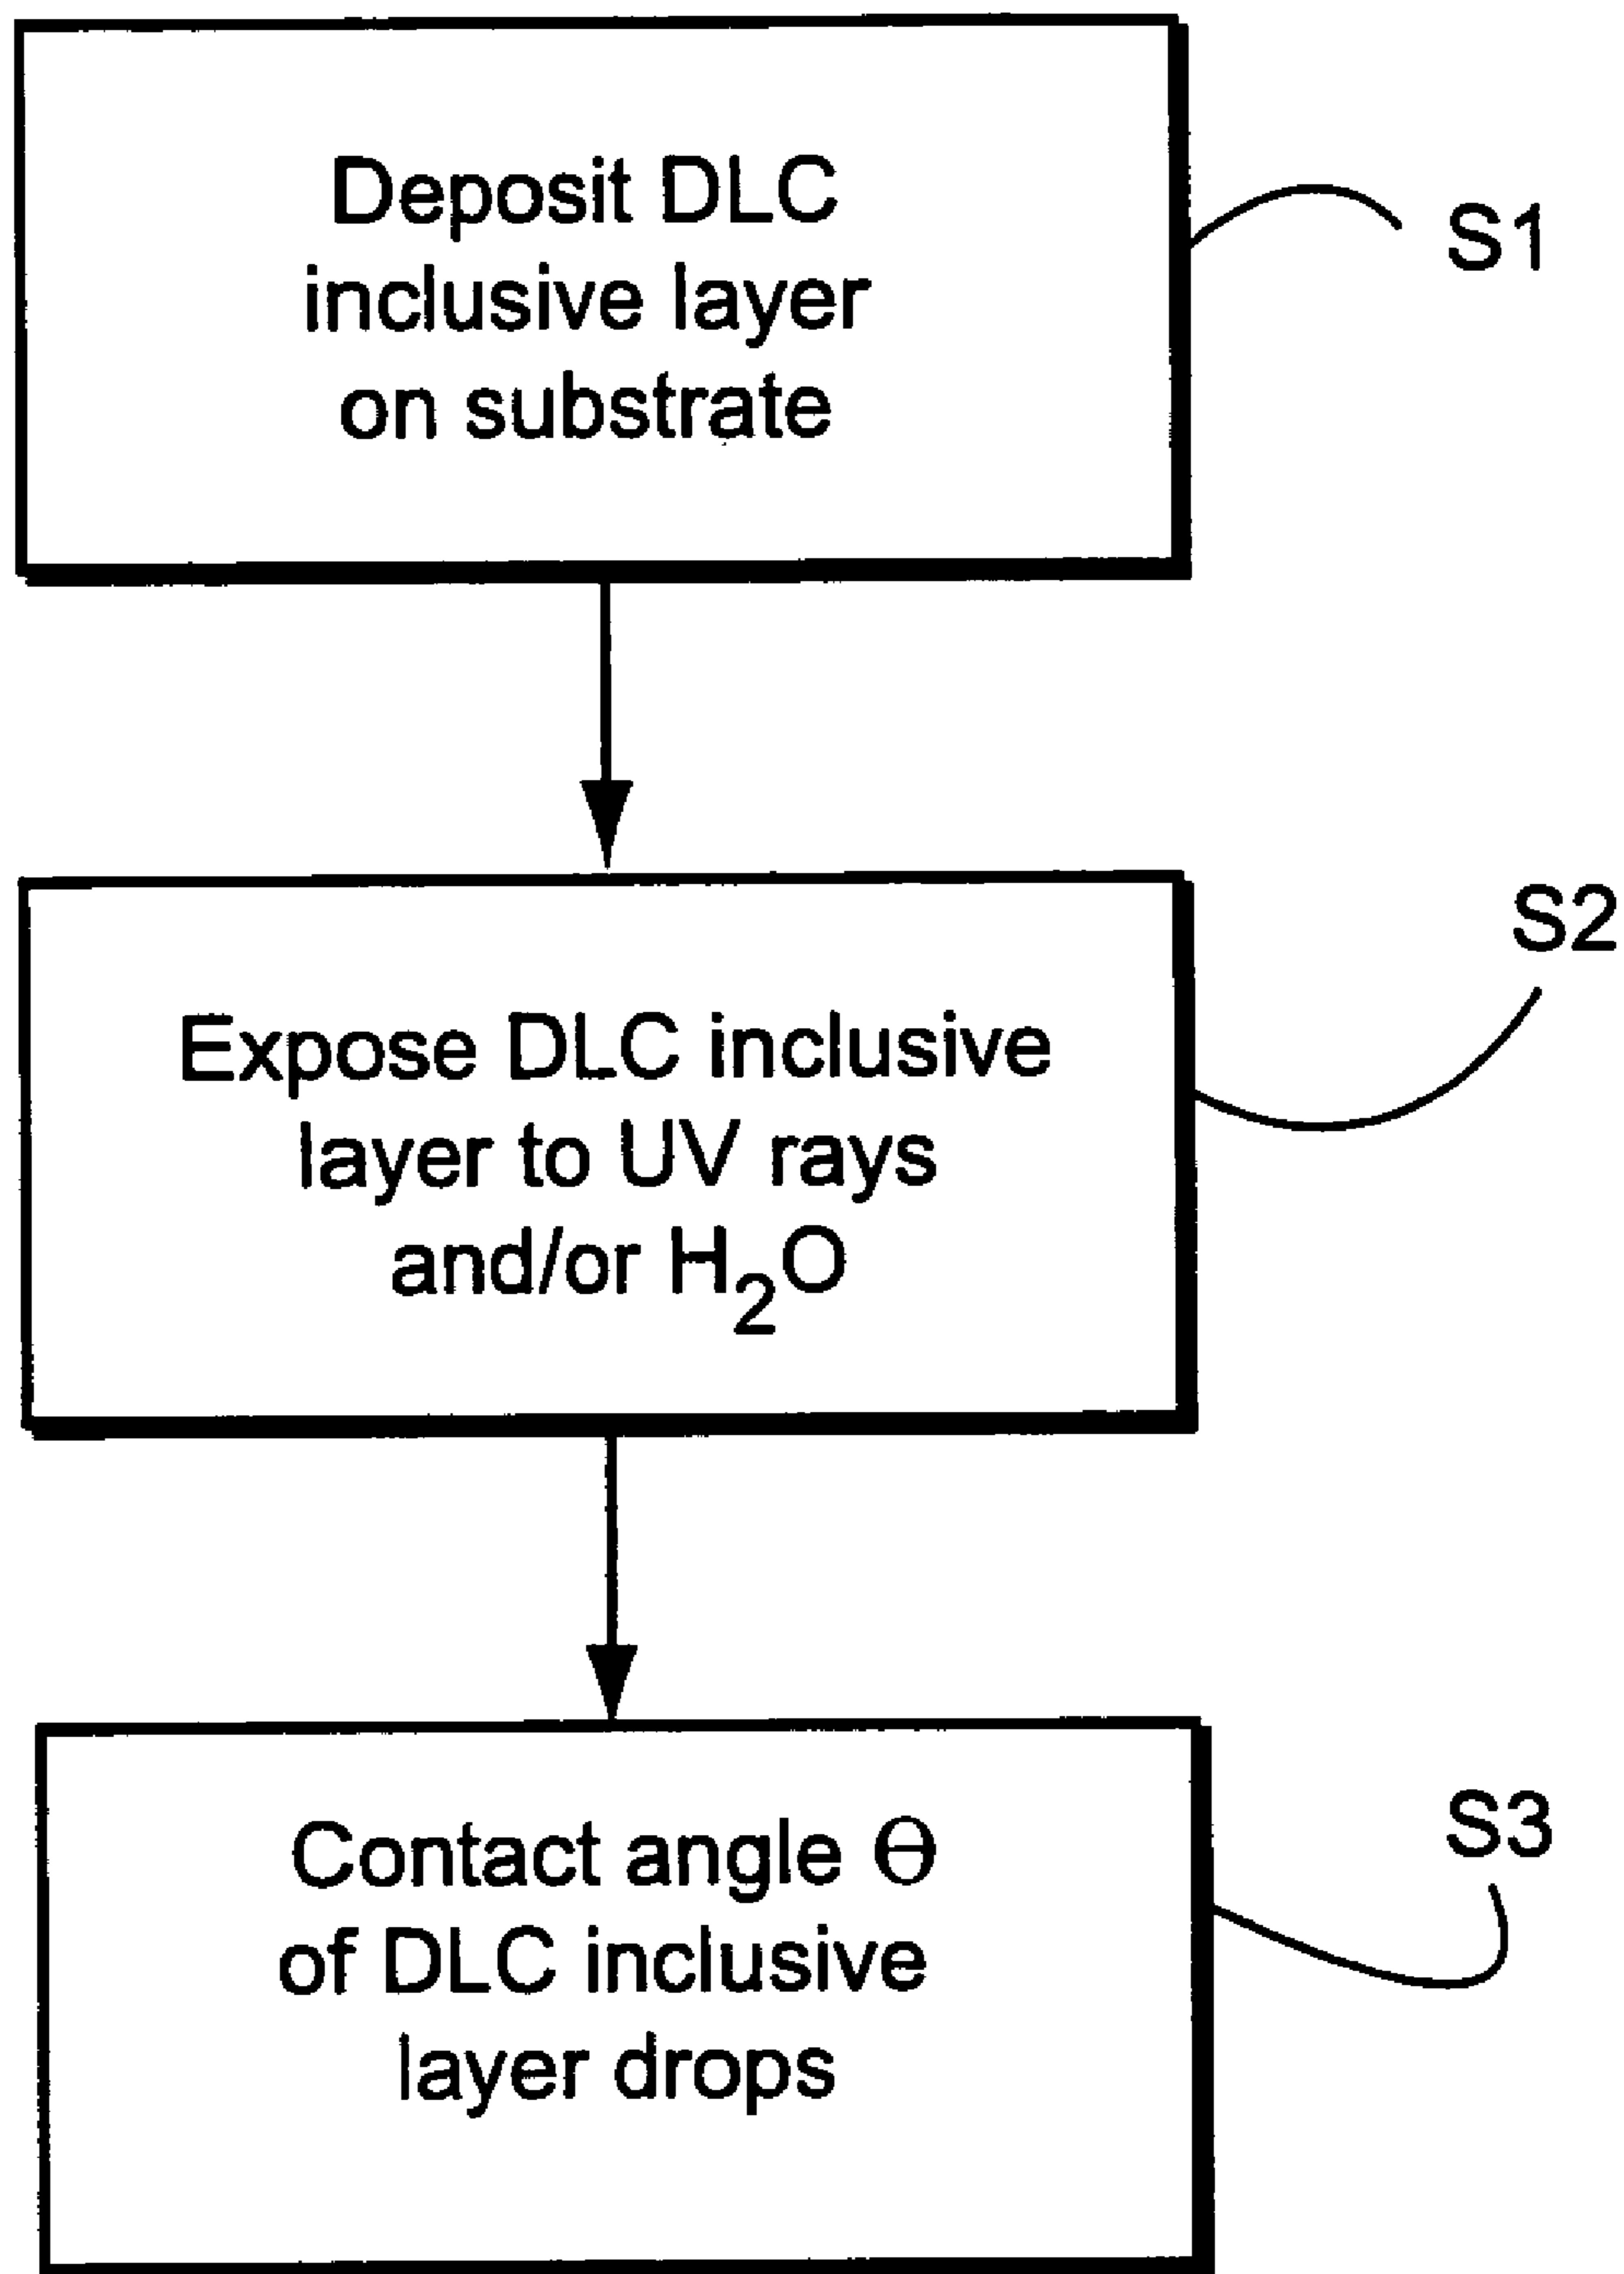 Deposit DLC
inclusive layer
on substrate
S1
Expose DLC inclusive
layer to UV rays
and/or H₂O
S2
Contact angle Θ
of DLC inclusive
layer drops
S3